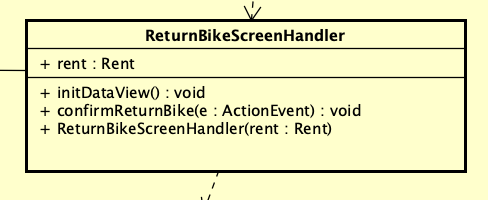 ReturnBikeScreenHandler
+ rent : Rent
+ initDataView() : void
+ confirmReturnBike(e : ActionEvent) : void
+ ReturnBikeScreenHandler(rent : Rent)